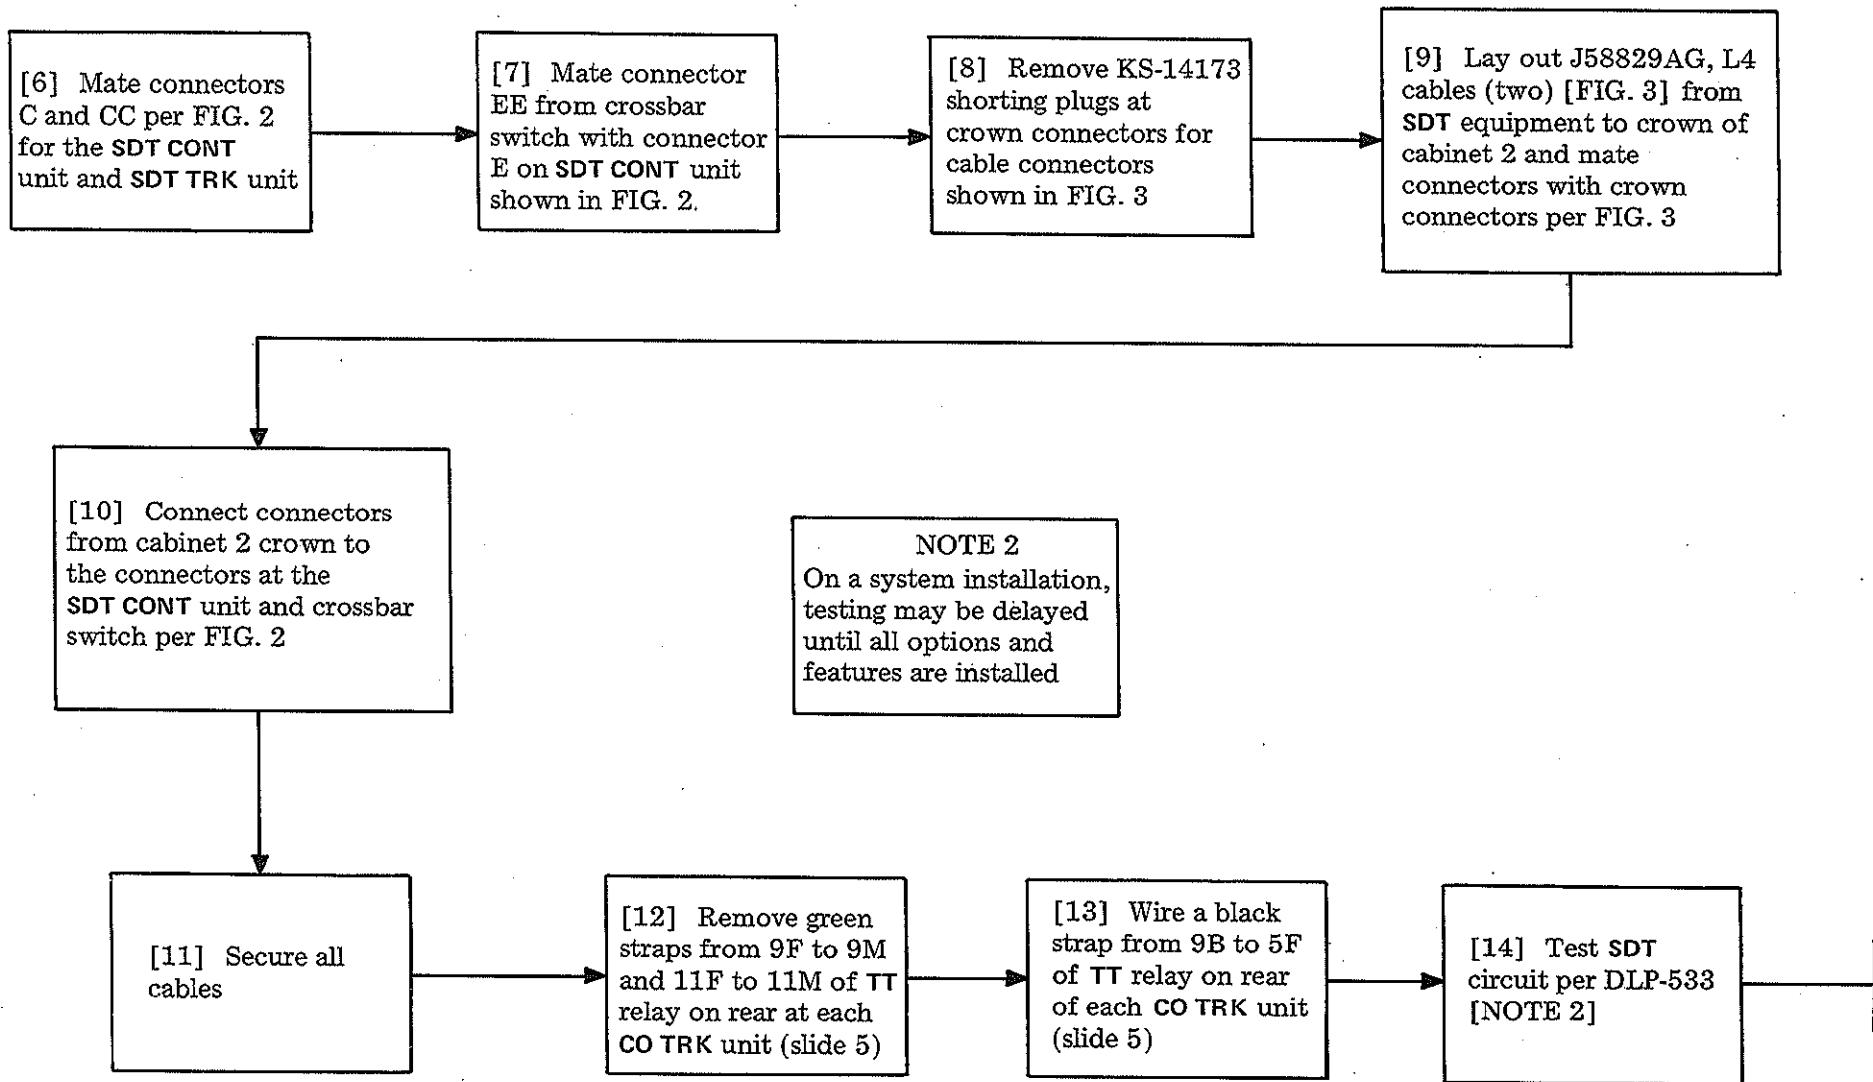 [6] Mate connectors
C and CC per FIG. 2
for the SDT CONT
unit and SDT TRK unit
[7] Mate connector
EE from crossbar
switch with connector
E on SDT CONT unit
shown in FIG. 2.
[8] Remove KS-14173
shorting plugs at
crown connectors for
cable connectors
shown in FIG. 3
[9] Lay out J58829AG, L4
cables (two) [FIG. 3] from
SDT equipment to crown of
cabinet 2 and mate
connectors with crown
connectors per FIG. 3
[10] Connect connectors
from cabinet 2 crown to
the connectors at the
SDT CONT unit and crossbar
switch per FIG. 2
NOTE 2
On a system installation,
testing may be delayed
until all options and
features are installed
[11] Secure all
cables
[12] Remove green
straps from 9F to 9M
and 11F to 11M of TT
relay on rear at each
CO TRK unit (slide 5)
[13] Wire a black
strap from 9B to 5F
of TT relay on rear
of each CO TRK unit
(slide 5)
[14] Test SDT
circuit per DLP-533
[NOTE 2]